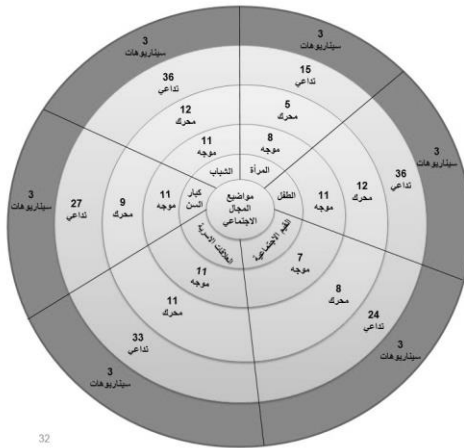 3
سيناريوهات
3
سيناريوهات
36
تداعي
15
تداعي
12
محرك
5
محرك
11
موجه
8
موجه
الشباب
المرأة
3
سيناريوهات
3
سيناريوهات
27
تداعي
9
محرك
11
موجه
كبار
السن
مواضيع
المجال
الاجتماعي
الطفل
11
موجه
12
محرك
36
تداعي
العلاقات الاسرية
القيم الاجتماعية
11
موجه
7
موجه
11
محرك
8
محرك
33
تداعي
24
تداعي
3
سيناريوهات
3
سيناريوهات
32